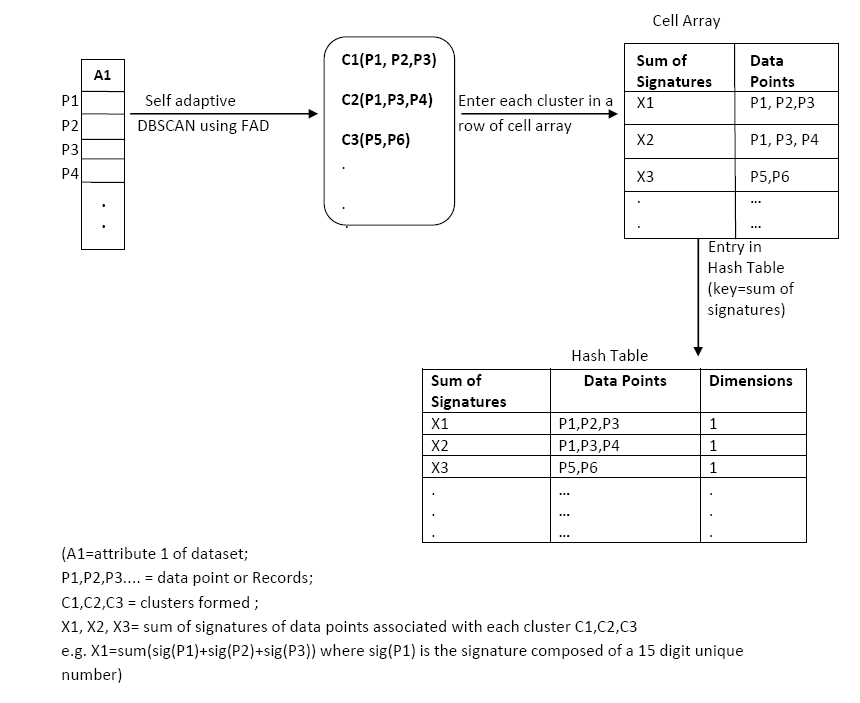 Cell Array
A1
P1
P2
P3
P4
.
.
Self adaptive
DBSCAN using FAD
C1(P1, P2,P3)
C2(P1,P3,P4)
C3(P5,P6)
.
.
.
Enter each cluster in a
row of cell array
Sum of Signatures Data Points
X1 P1, P2,P3
X2 P1, P3, P4
X3 P5,P6
. ...
. ...
Entry in
Hash Table
(key=sum of
signatures)
Hash Table
Sum of Signatures Data Points Dimensions
X1 P1,P2,P3 1
X2 P1,P3,P4 1
X3 P5,P6 1
. ... .
. ... .
. ... .
(A1=attribute 1 of dataset;
P1,P2,P3.... = data point or Records;
C1,C2,C3 = clusters formed ;
X1, X2, X3= sum of signatures of data points associated with each cluster C1,C2,C3
e.g. X1=sum(sig(P1)+sig(P2)+sig(P3)) where sig(P1) is the signature composed of a 15 digit unique
number)